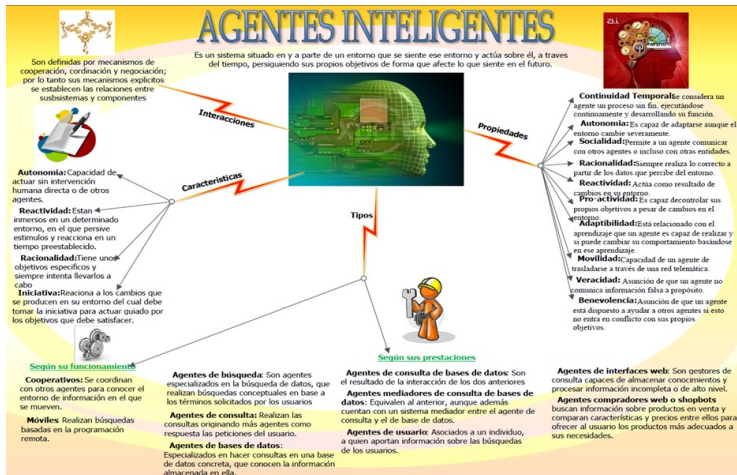 AGENTES INTELIGENTES
Es un sistema situado en y a parte de un entorno que se siente ese entorno y actúa sobre él, a traves
del tiempo, persiguiendo sus propios objetivos de forma que afecte lo que siente en el futuro.
Son definidas por mecanismos de
cooperación, cordinación y negociación;
por lo tanto sus mecanismos explicitos
se establecen las relaciones entre
susbsistemas y componentes
Interacciones
Caracteristicas
Autonomia:Capacidad de
actuar sin intervención
humana directa o de otros
agentes.
Reactividad:Estan
inmersos en un determinado
entorno, en el que persive
estimulos y reacciona en un
tiempo preestablecido.
Racionalidad:Tiene unos
objetivos especificos y
siempre intenta llevarlos a
cabo
Iniciativa:Reaciona a los cambios que
se producen en su entorno del cual debe
tomar la iniciativa para actuar guiado por
los objetivos que debe satisfacer.
Propiedades
a.i.
Continuidad Temporal:Se considera un
agente un proceso sin fin, ejecutándose
continuamente y desarrollando su función.
Autonomia:Es capaz de adaptarse aunque el
entorno cambie severamente.
Socialidad:Permite a un agente comunicar
con otros agentes o incluso con otras entidades.
Racionalidad:Siempre realiza lo correcto a
partir de los datos que percibe del entorno.
Reactividad: Actúa como resultado de
cambios en su entorno.
Pro-actividad: Es capaz decontrolar sus
propios objetivos a pesar de cambios en el
entorno.
Adaptibilidad:Está relacionado con el
aprendizaje que un agente es capaz de realizar y
si puede cambiar su comportamiento basándose
en ese aprendizaje.
Movilidad:Capacidad de un agente de
trasladarse a través de una red telemática.
Veracidad: Asunción de que un agente no
comunica información falsa a propósito.
Benevolencia: Asunción de que un agente
está dispuesto a ayudar a otros agentes si esto
no entra en conflicto con sus propios
objetivos.
Tipos
Según su funcionamiento
Cooperativos: Se coordinan
con otros agentes para conocer el
entorno de información en el que
se mueven.
Móviles: Realizan búsquedas
basadas en la programación
remota.
Agentes de búsqueda: Son agentes
especializados en la búsqueda de datos, que
realizan búsquedas conceptuales en base a
los términos solicitados por los usuarios
Agentes de consulta: Realizan las
consultas originando más agentes como
respuesta las peticiones del usuario.
Agentes de bases de datos:
Especializados en hacer consultas en una base
de datos concreta, que conocen la información
almacenada en ella.
Según sus prestaciones
Agentes de consulta de bases de datos: Son
el resultado de la interacción de los dos anteriores
Agentes mediadores de consulta de bases de
datos: Equivalen al anterior, aunque además
cuentan con un sistema mediador entre el agente de
consulta y el de base de datos.
Agentes de usuario: Asociados a un individuo,
a quien aportan información sobre las búsquedas
de los usuarios.
Agentes de interfaces web: Son gestores de
consulta capaces de almacenar conocimientos y
procesar información incompleta o de alto nivel.
Agentes compradores web o shopbots
buscan información sobre productos en venta y
comparan características y precios entre ellos para
ofrecer al usuario los productos más adecuados a
sus necesidades.